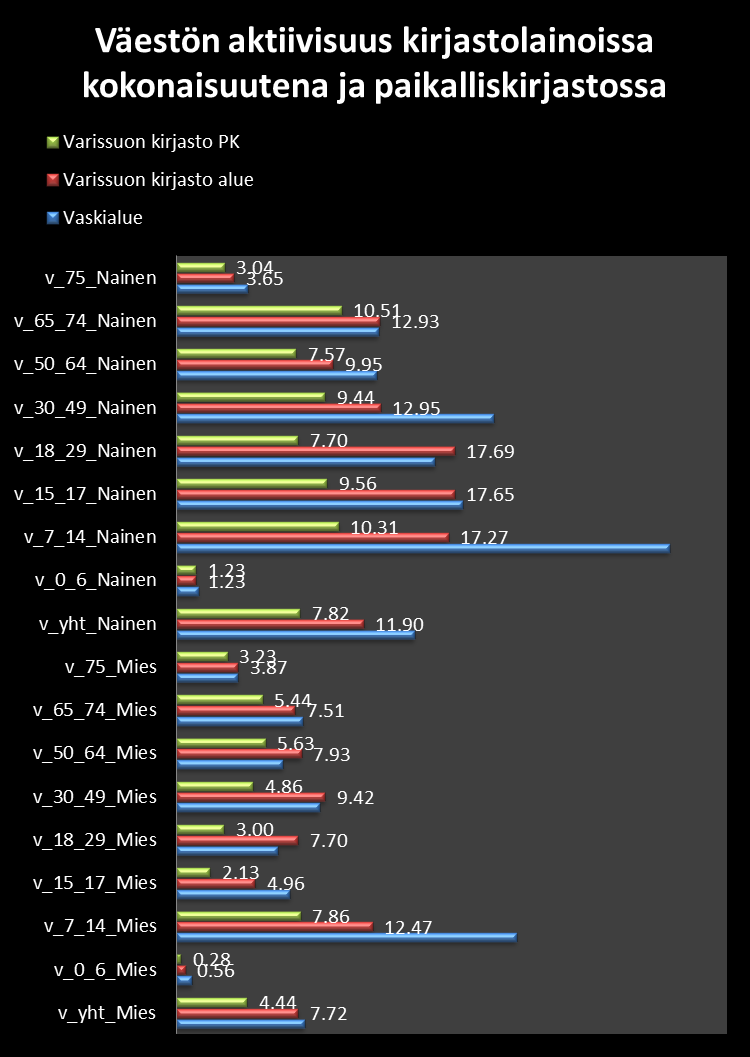 Väestön aktiivisuus kirjastolainoissa
kokonaisuutena ja paikalliskirjastossa
Varissuon kirjasto PK
Varissuon kirjasto alue
Vaskialue
v_75_Nainen
3.04
3.65
v_65_74_Nainen
10.51
12.93
v_50_64_Nainen
7.57
9.95
v_30_49_Nainen
9.44
12.95
v_18_29_Nainen
7.70
17.69
v_15_17_Nainen
9.56
17.65
v_7_14_Nainen
10.31
17.27
v_0_6_Nainen
1.23
1.23
v_yht_Nainen
7.82
11.90
v_75_Mies
3.23
3.87
v_65_74_Mies
5.44
7.51
v_50_64_Mies
5.63
7.93
v_30_49_Mies
4.86
9.42
v_18_29_Mies
3.00
7.70
v_15_17_Mies
2.13
4.96
v_7_14_Mies
7.86
12.47
v_0_6_Mies
0.28
0.56
v_yht_Mies
4.44
7.72